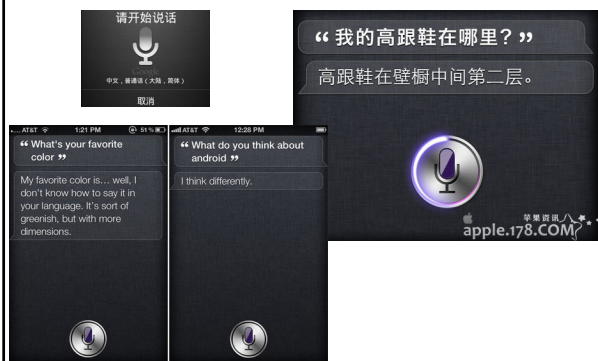 请开始说话
Google
中文，普通话（大陆，简体）
取消
“ 我的高跟鞋在哪里？”
高跟鞋在壁橱中间第二层。
苹果资讯
apple.178.COM
AT&T 1:21 PM 51%
“ What's your favorite
color ”
My favorite color is... well, I
don't know how to say it in
your language. It's sort of
greenish, but with more
dimensions.
AT&T 12:28 PM
“ What do you think about
android ”
I think differently.